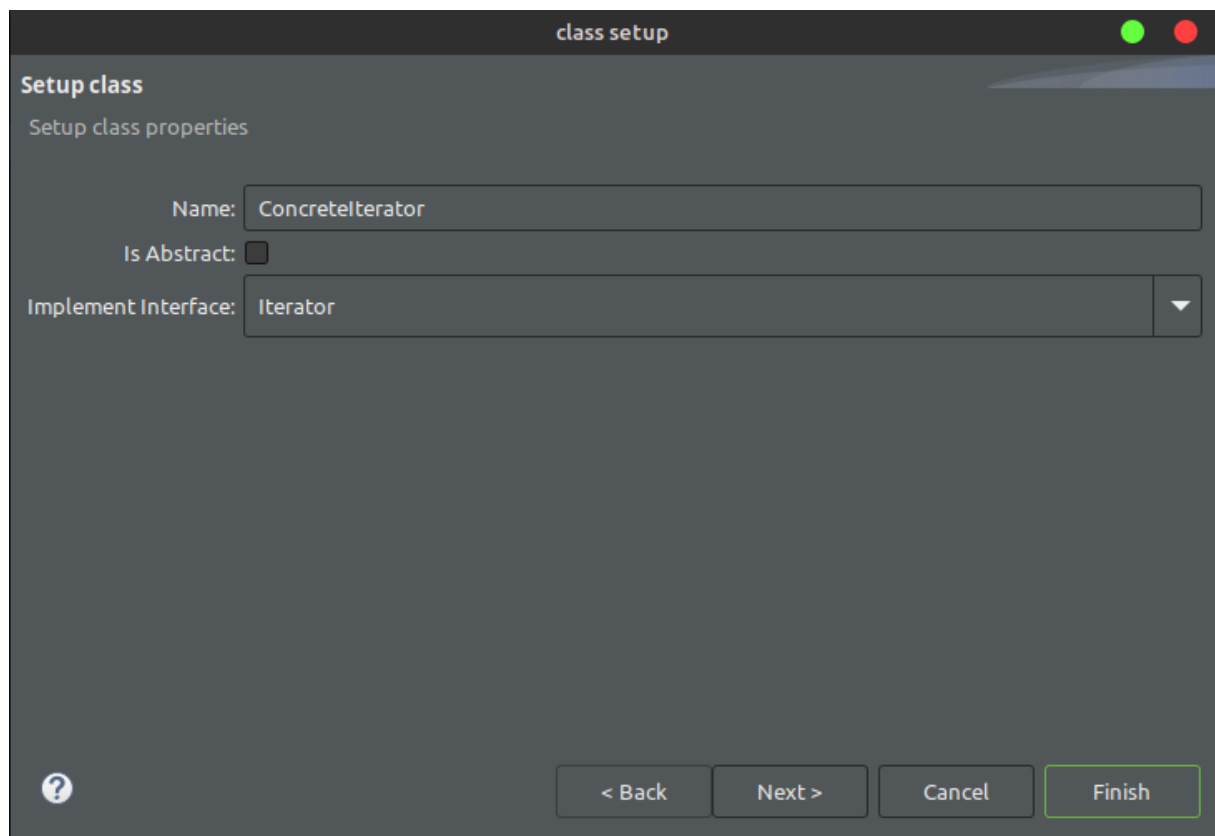 class setup
Setup class
Setup class properties
Name: ConcreteIterator
Is Abstract:
Implement Interface: Iterator
?
< Back Next > Cancel Finish